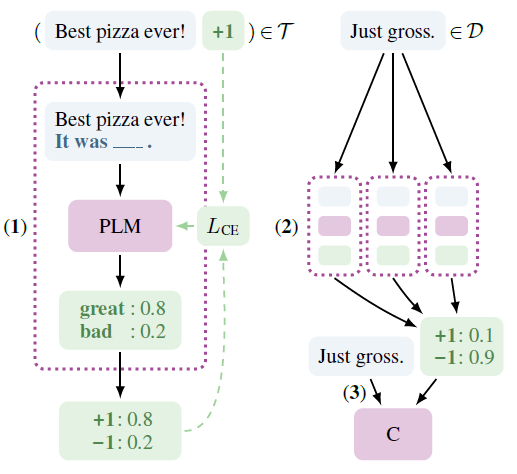 ( Best pizza ever! +1 ) ∈ 𝒯
Just gross. ∈ 𝒟
Best pizza ever!
It was ___ .
(1)
PLM
L_CE
(2)
great : 0.8
bad : 0.2
+1: 0.1
−1: 0.9
Just gross.
(3)
+1: 0.8
−1: 0.2
C